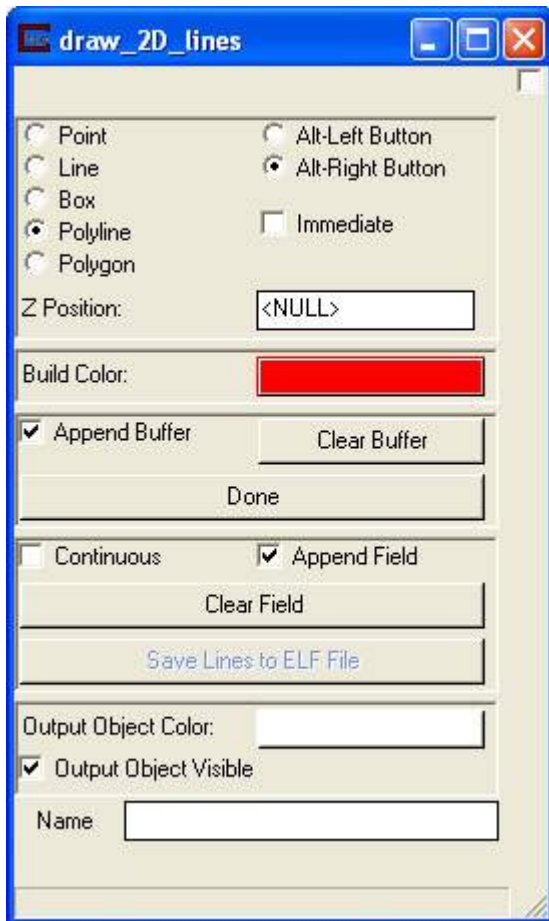 draw_2D_lines
Point
Alt-Left Button
Line
Alt-Right Button
Box
Polyline
Immediate
Polygon
Z Position:
<NULL>
Build Color:
Append Buffer
Clear Buffer
Done
Continuous
Append Field
Clear Field
Save Lines to ELF File
Output Object Color:
Output Object Visible
Name